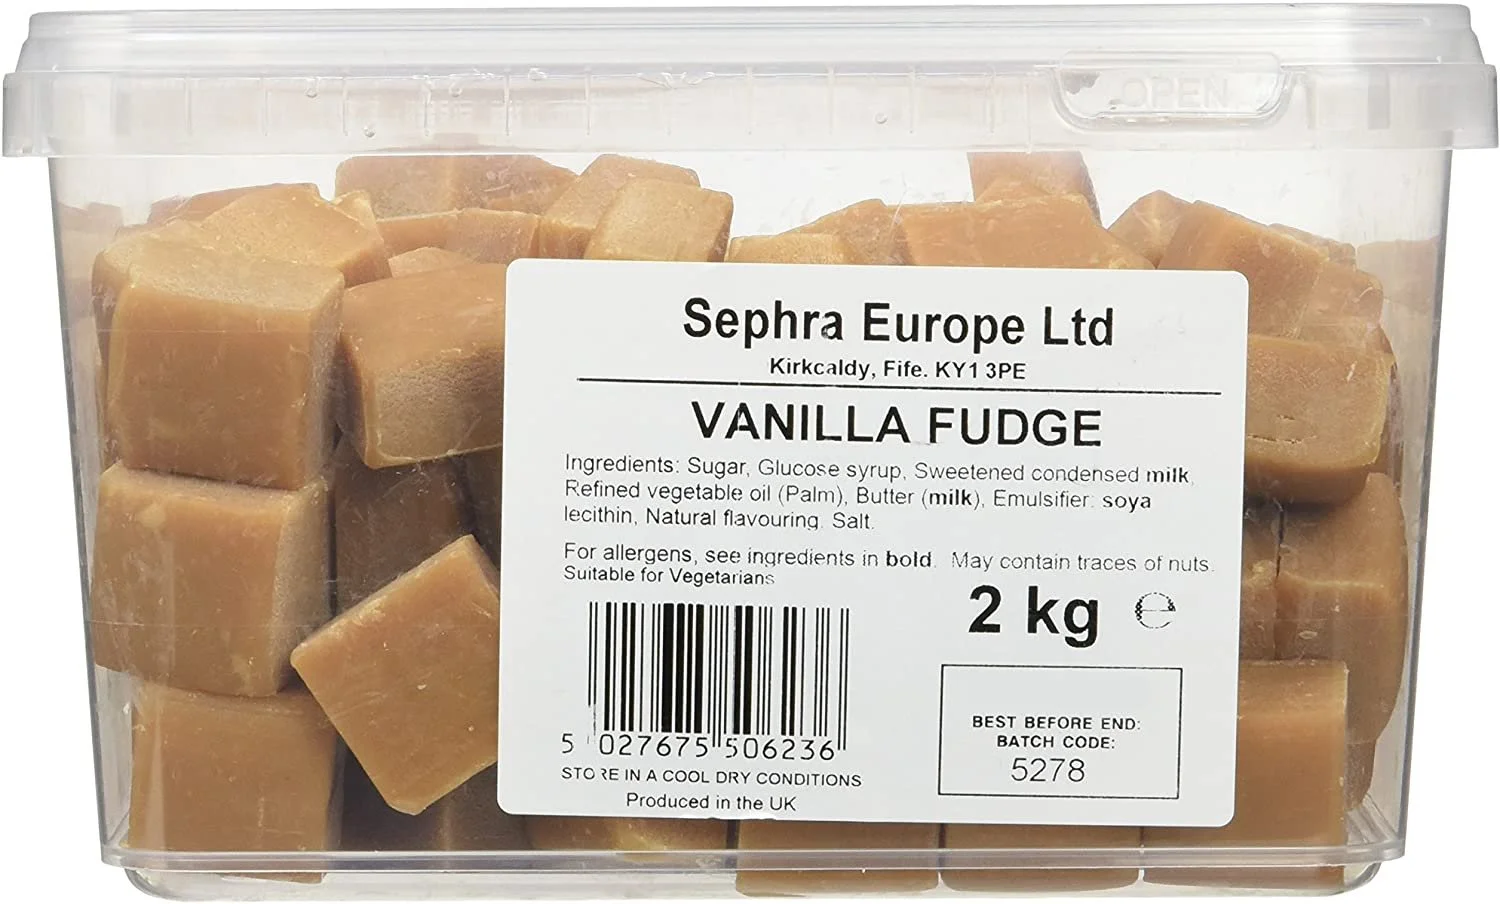 OPEN
Sephra Europe Ltd
Kirkcaldy, Fife. KY1 3PE
VANILLA FUDGE
Ingredients: Sugar, Glucose syrup, Sweetened condensed milk,
Refined vegetable oil (Palm), Butter (milk), Emulsifier: soya
lecithin, Natural flavouring, Salt.
For allergens, see ingredients in bold. May contain traces of nuts.
Suitable for Vegetarians
2 kg ℮
5 027675 506236
STORE IN A COOL DRY CONDITIONS
Produced in the UK
BEST BEFORE END:
BATCH CODE:
5278